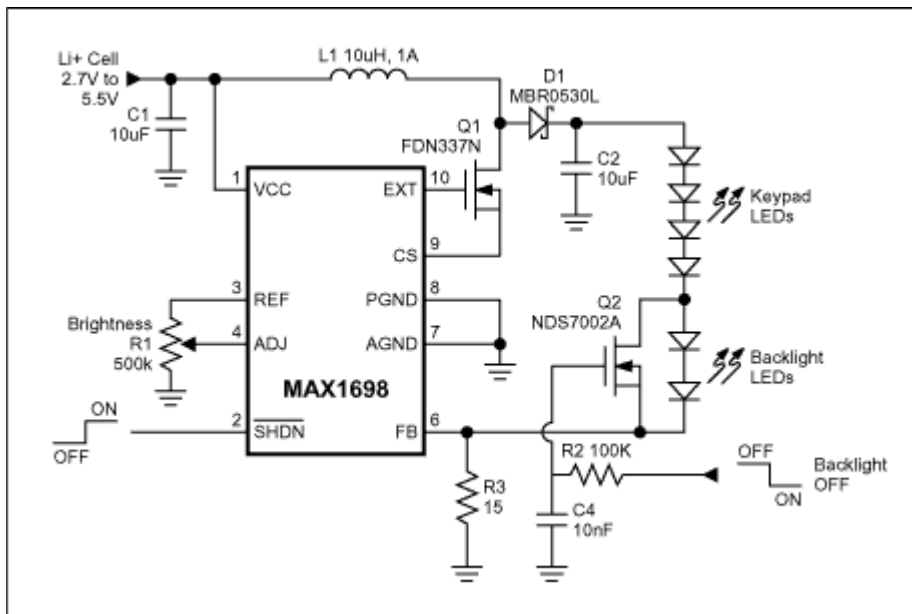 L1 10uH, 1A
Li+ Cell
2.7V to
5.5V
D1
MBR0530L
C1
10uF
Q1
FDN337N
C2
10uF
1
VCC
EXT
10
Keypad
LEDs
CS
9
3
REF
PGND
8
Q2
NDS7002A
Brightness
R1
500k
4
ADJ
AGND
7
Backlight
LEDs
MAX1698
ON
OFF
2
SHDN
FB
6
R2 100K
OFF
ON
Backlight
OFF
R3
15
C4
10nF